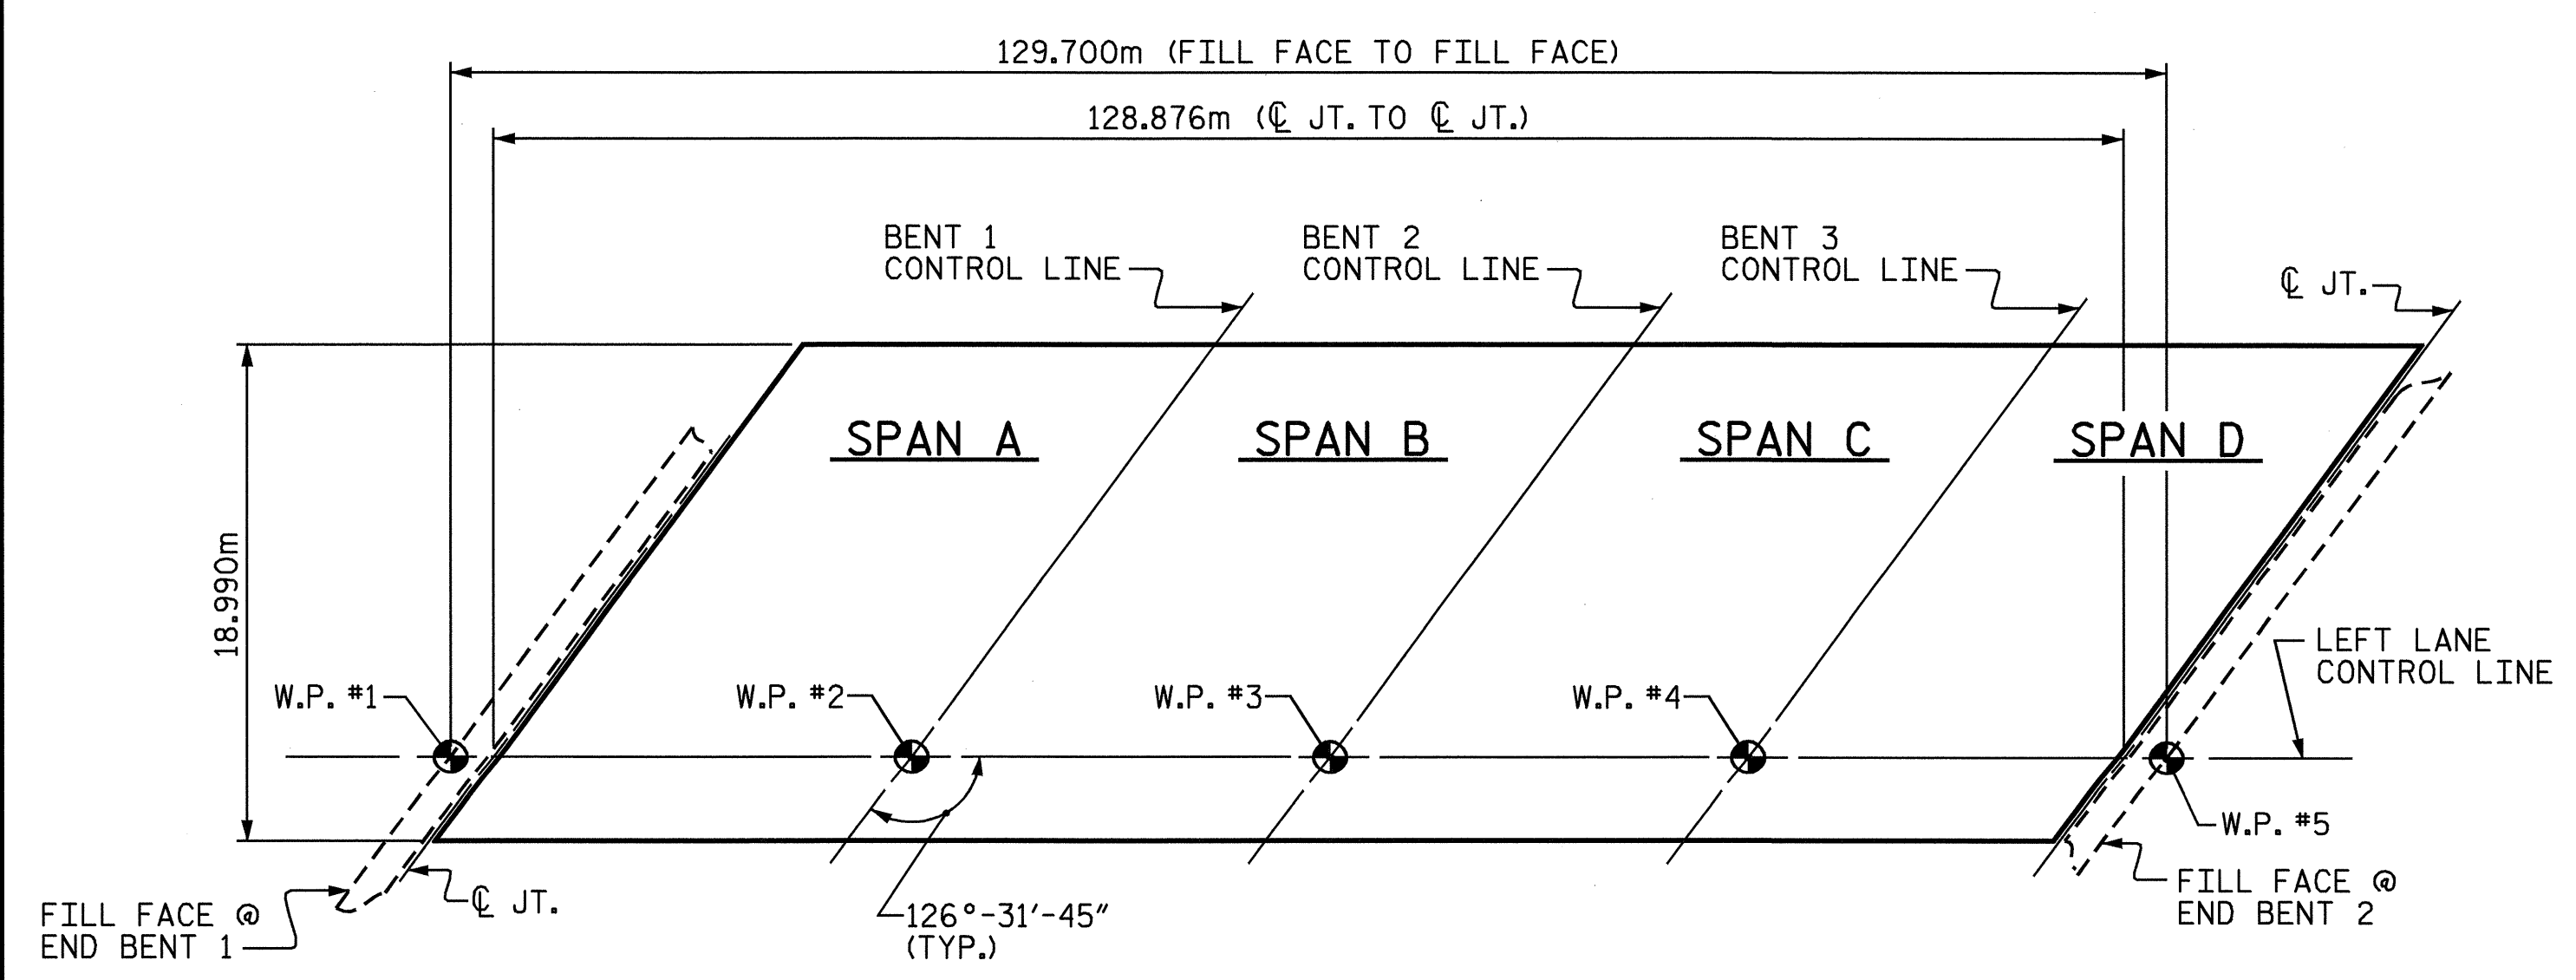 129.700m (FILL FACE TO FILL FACE)
128.876m (℄ JT. TO ℄ JT.)
BENT 1
CONTROL LINE
BENT 2
CONTROL LINE
BENT 3
CONTROL LINE
℄ JT.
SPAN A
SPAN B
SPAN C
SPAN D
18.990m
LEFT LANE
CONTROL LINE
W.P. #1
W.P. #2
W.P. #3
W.P. #4
W.P. #5
FILL FACE @
END BENT 1
℄ JT.
126°-31'-45"
(TYP.)
FILL FACE @
END BENT 2